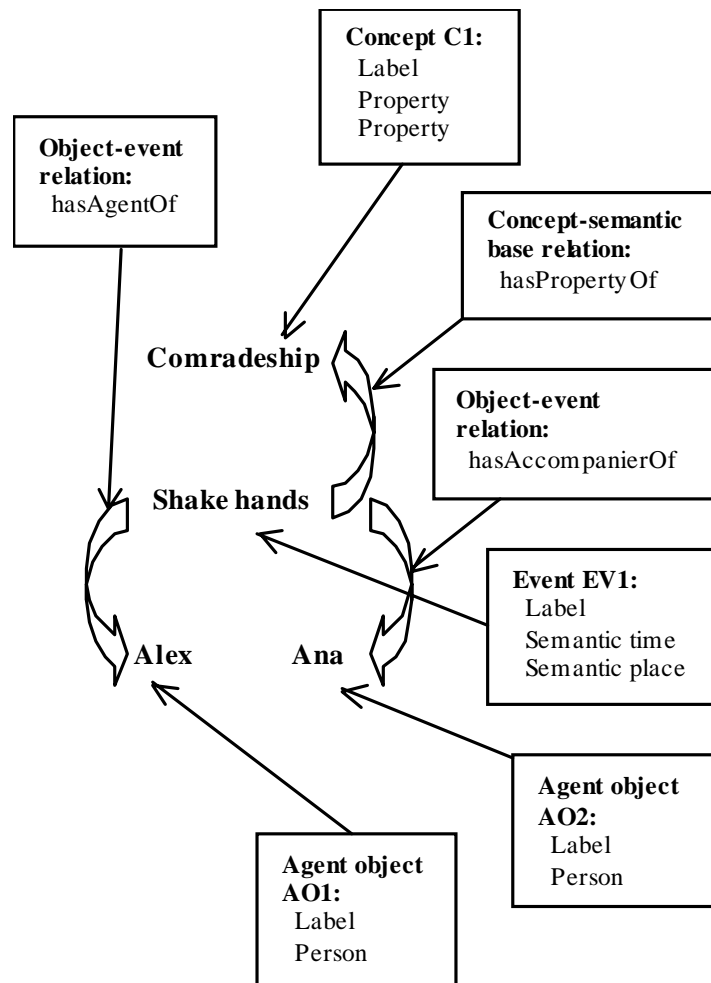 Concept C1:
Label
Property
Property
Object-event
relation:
hasAgentOf
Concept-semantic
base relation:
hasPropertyOf
Comradeship
Object-event
relation:
hasAccompanierOf
Shake hands
Event EV1:
Label
Semantic time
Semantic place
Alex
Ana
Agent object
AO2:
Label
Person
Agent object
AO1:
Label
Person